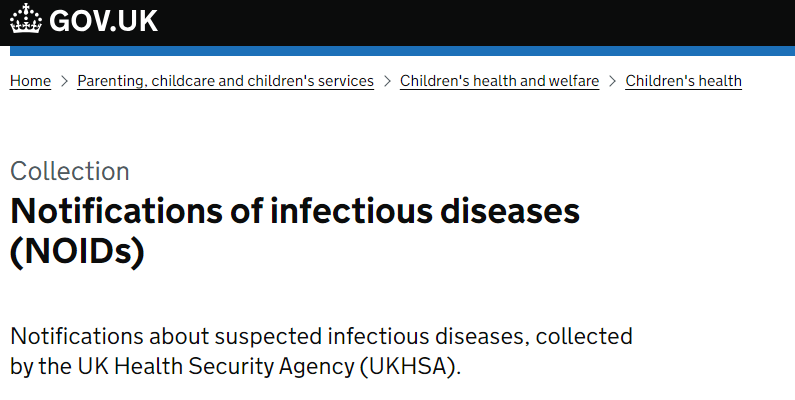 GOV.UK
Home > Parenting, childcare and children's services > Children's health and welfare > Children's health
Collection
Notifications of infectious diseases
(NOIDs)
Notifications about suspected infectious diseases, collected
by the UK Health Security Agency (UKHSA).